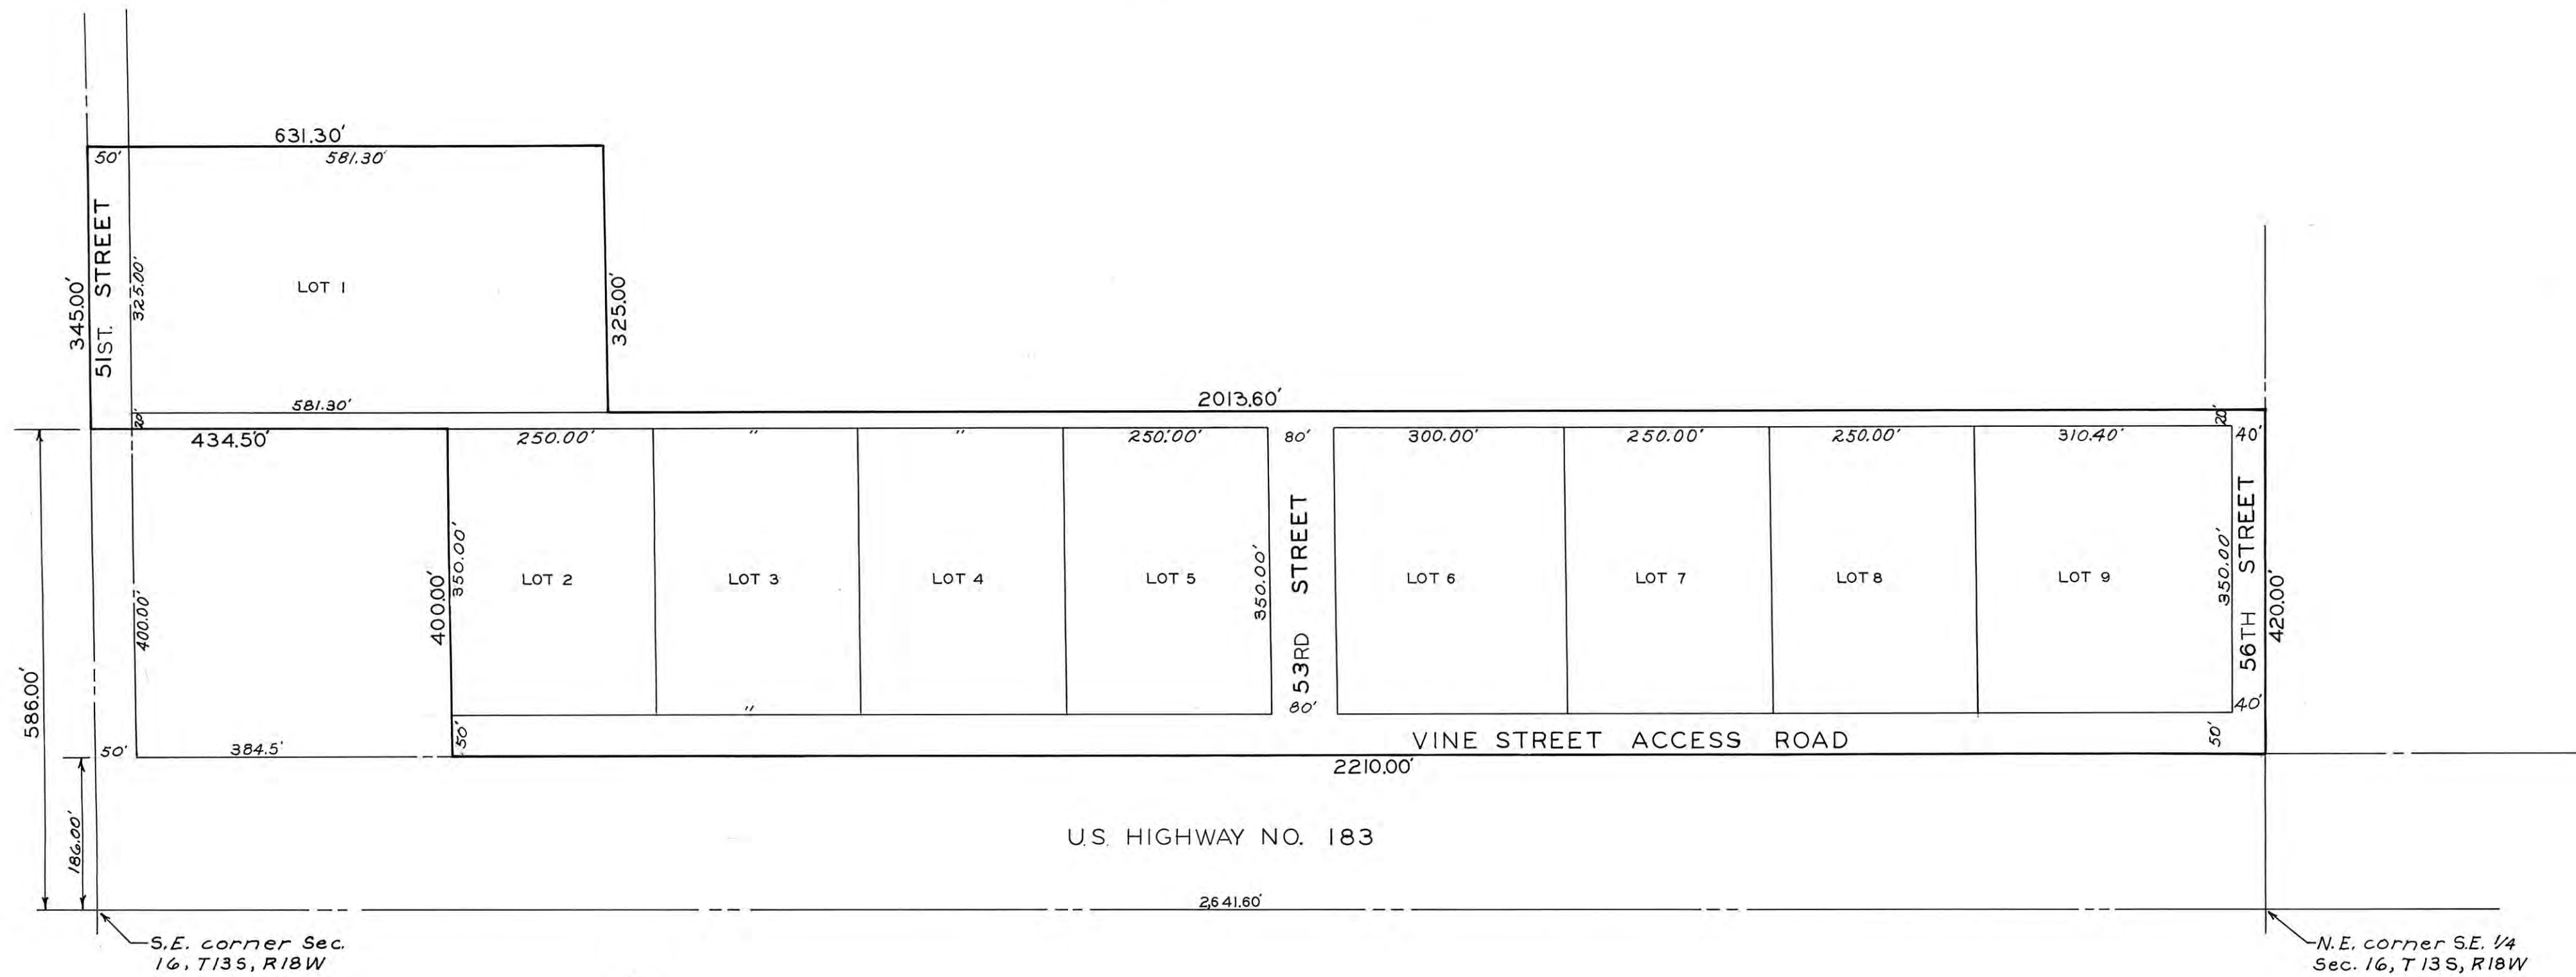 631.30'
50'
581.30'
345.00'
51ST. STREET
325.00'
LOT 1
325.00'
581.30'
2013.60'
20'
20'
434.50'
250.00'
"
"
250.00'
80'
300.00'
250.00'
250.00'
310.40'
40'
586.00'
400.00'
400.00'
350.00'
LOT 2
LOT 3
LOT 4
LOT 5
350.00'
53RD STREET
LOT 6
LOT 7
LOT 8
LOT 9
350.00'
56TH STREET
420.00'
"
80'
40'
50'
384.5'
50'
VINE STREET ACCESS ROAD
50'
2210.00'
186.00'
U.S. HIGHWAY NO. 183
2,641.60'
S.E. corner Sec.
16, T13S, R18W
N.E. corner S.E. 1/4
Sec. 16, T13S, R18W